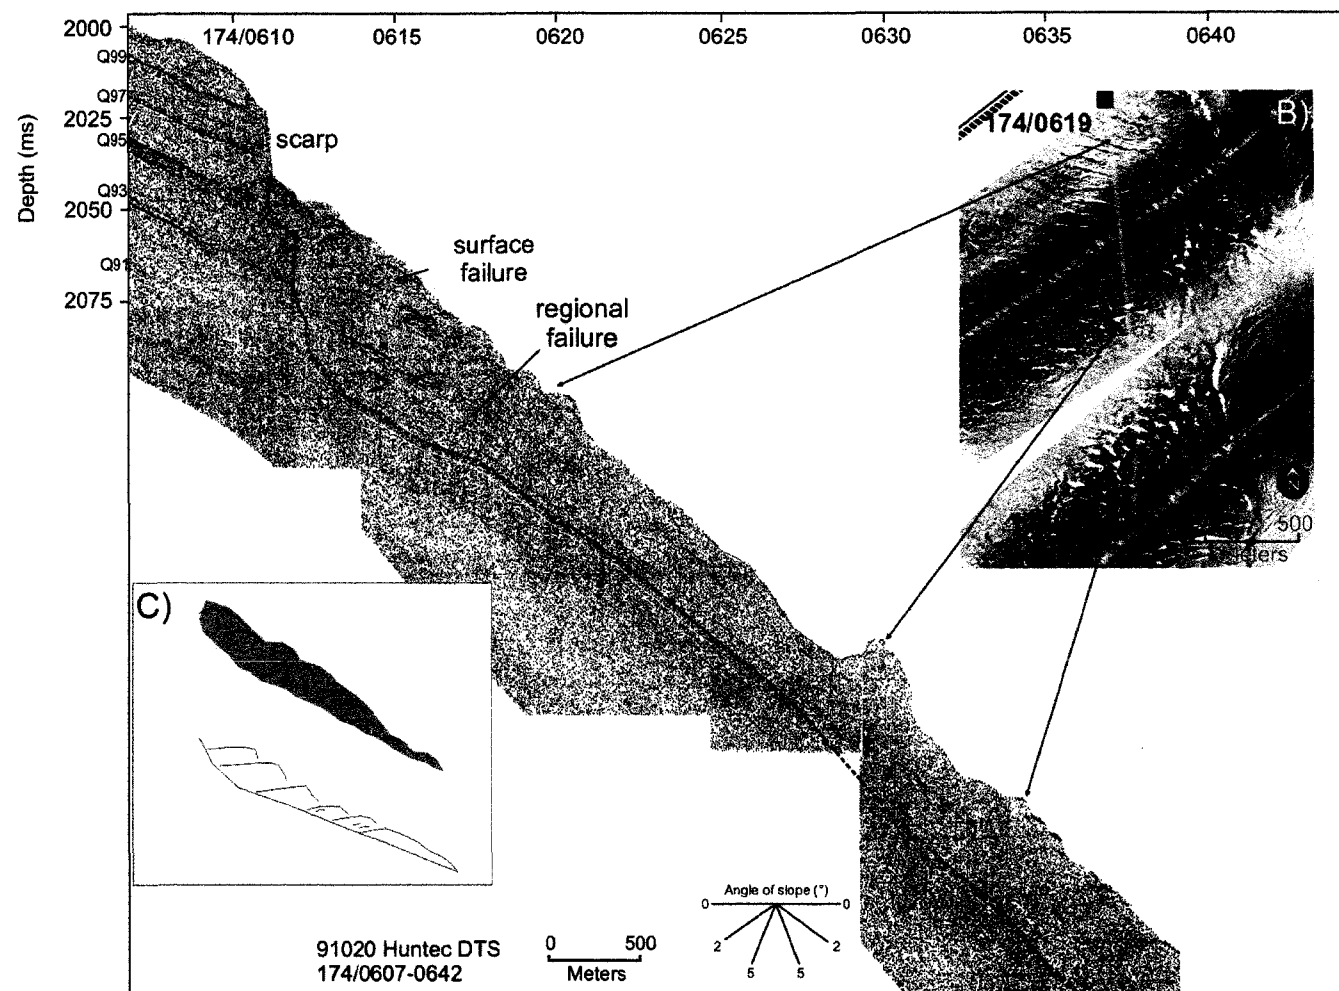 2000
174/0610
0615
0620
0625
0630
0635
0640
Q99
Q97
2025
Q95
Q93
2050
Q91
2075
Depth (ms)
scarp
surface
failure
regional
failure
174/0619
B)
N
500
Meters
C)
Angle of slope (°)
0
0
2
2
5
5
91020 Huntec DTS
174/0607-0642
0
500
Meters